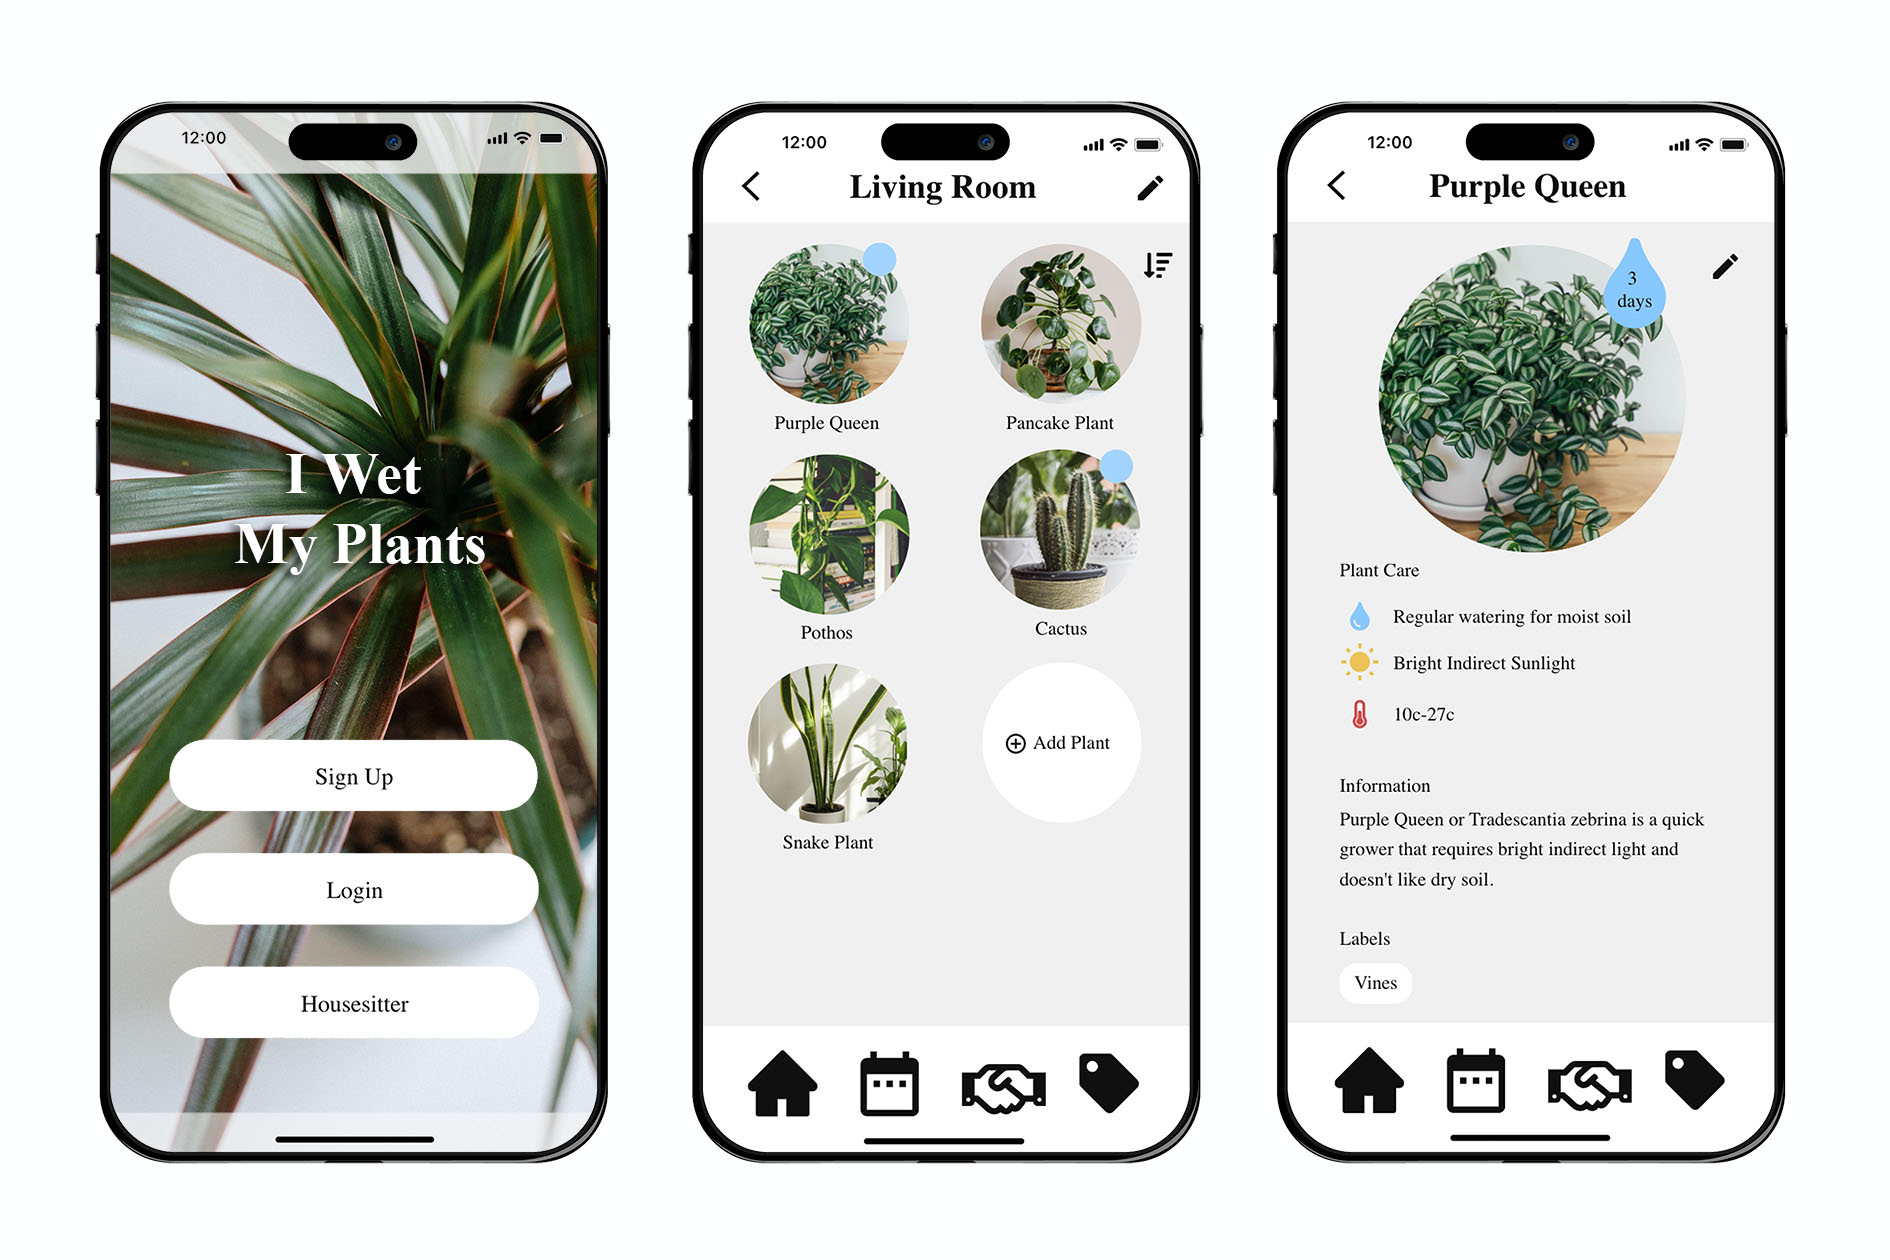 12:00
I Wet
My Plants
Sign Up
Login
Housesitter
12:00
Living Room
Purple Queen
Pancake Plant
Pothos
Cactus
Snake Plant
Add Plant
12:00
Purple Queen
3
days
Plant Care
Regular watering for moist soil
Bright Indirect Sunlight
10c-27c
Information
Purple Queen or Tradescantia zebrina is a quick
grower that requires bright indirect light and
doesn't like dry soil.
Labels
Vines